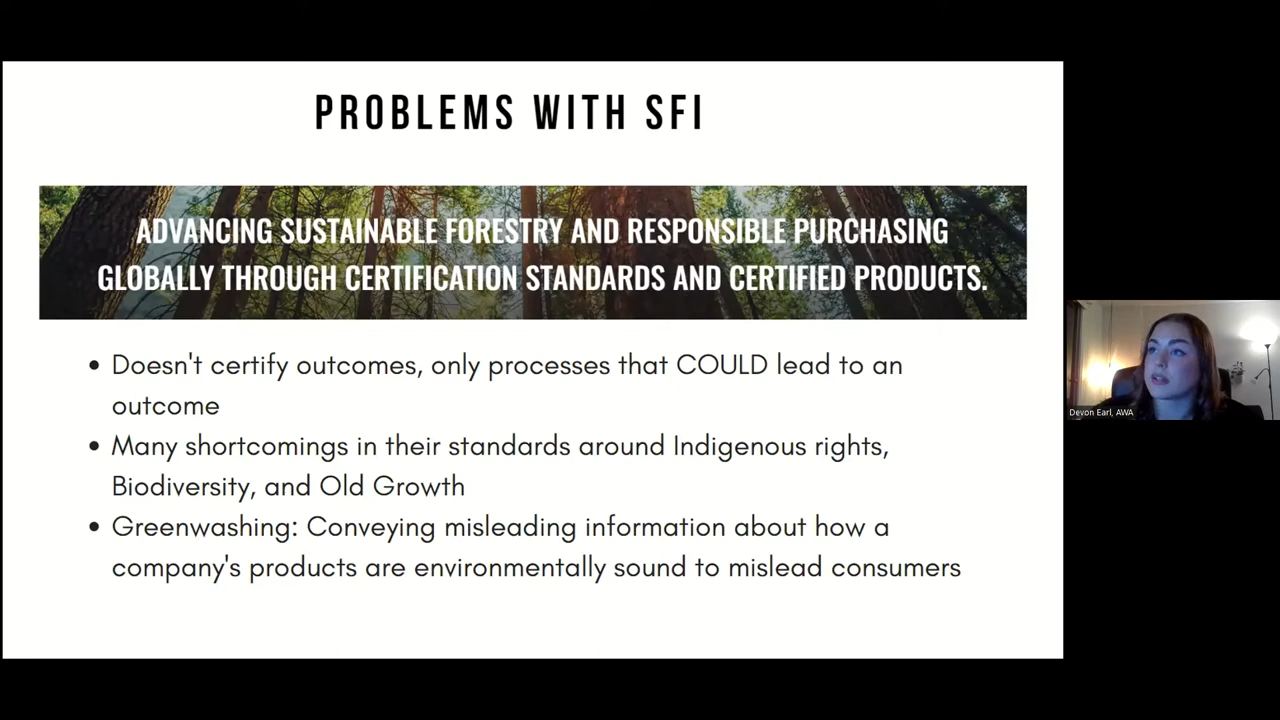 PROBLEMS WITH SFI
ADVANCING SUSTAINABLE FORESTRY AND RESPONSIBLE PURCHASING
GLOBALLY THROUGH CERTIFICATION STANDARDS AND CERTIFIED PRODUCTS.
• Doesn't certify outcomes, only processes that COULD lead to an
outcome
• Many shortcomings in their standards around Indigenous rights,
Biodiversity, and Old Growth
• Greenwashing: Conveying misleading information about how a
company's products are environmentally sound to mislead consumers
Devon Earl, AWA